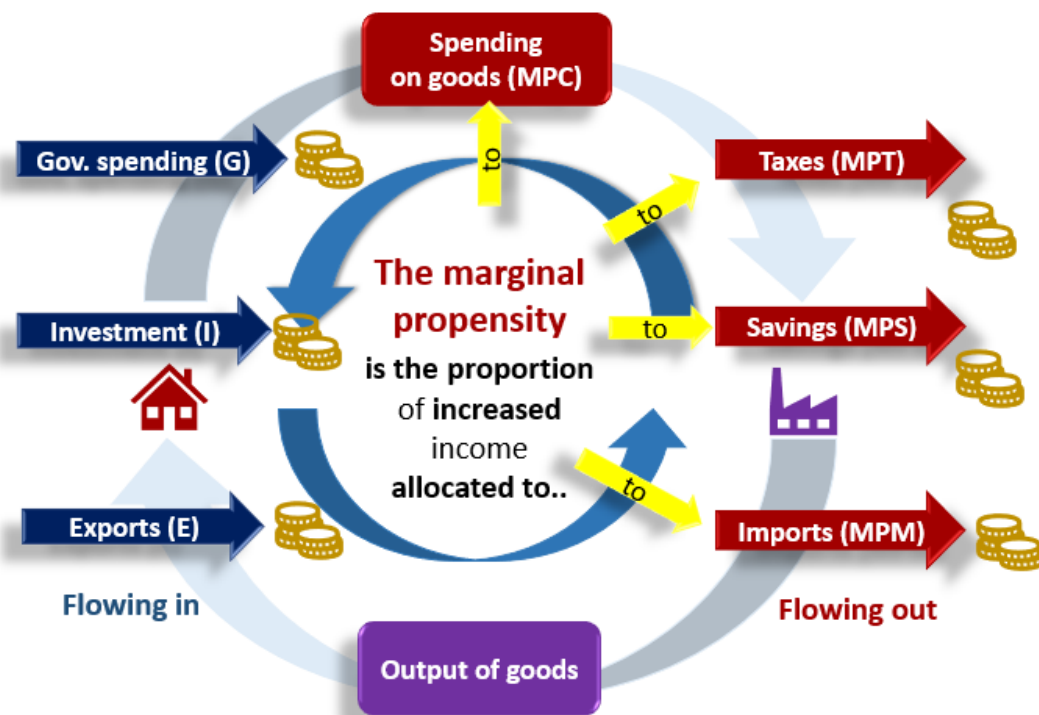 Spending
on goods (MPC)
Gov. spending (G)
to
Taxes (MPT)
to
The marginal
propensity
is the proportion
of increased
income
allocated to..
Investment (I)
to
Savings (MPS)
to
Exports (E)
Imports (MPM)
Flowing in
Flowing out
Output of goods